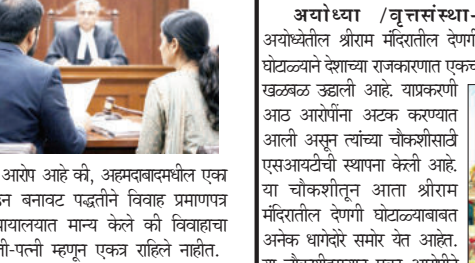 आरोप आहे की, अहमदाबादमधील एका
बनावट पद्धतीने विवाह प्रमाणपत्र
मान्य केले की विवाहाचा
म्हणून एकत्र राहिले नाहीत.
अयोध्या /वृत्तसंस्था-
अयोध्येतील श्रीराम मंदिरातील देणगी
घोटाळ्याने देशाच्या राजकारणात एकच
खळबळ उडाली आहे. याप्रकरणी
आठ आरोपींना अटक करण्यात
आली असून त्यांच्या चौकशीसाठी
एसआयटीची स्थापना केली आहे.
या चौकशीतून आता श्रीराम
मंदिरातील देणगी घोटाळ्याबाबत
अनेक धागेदोरे समोर येत आहेत.